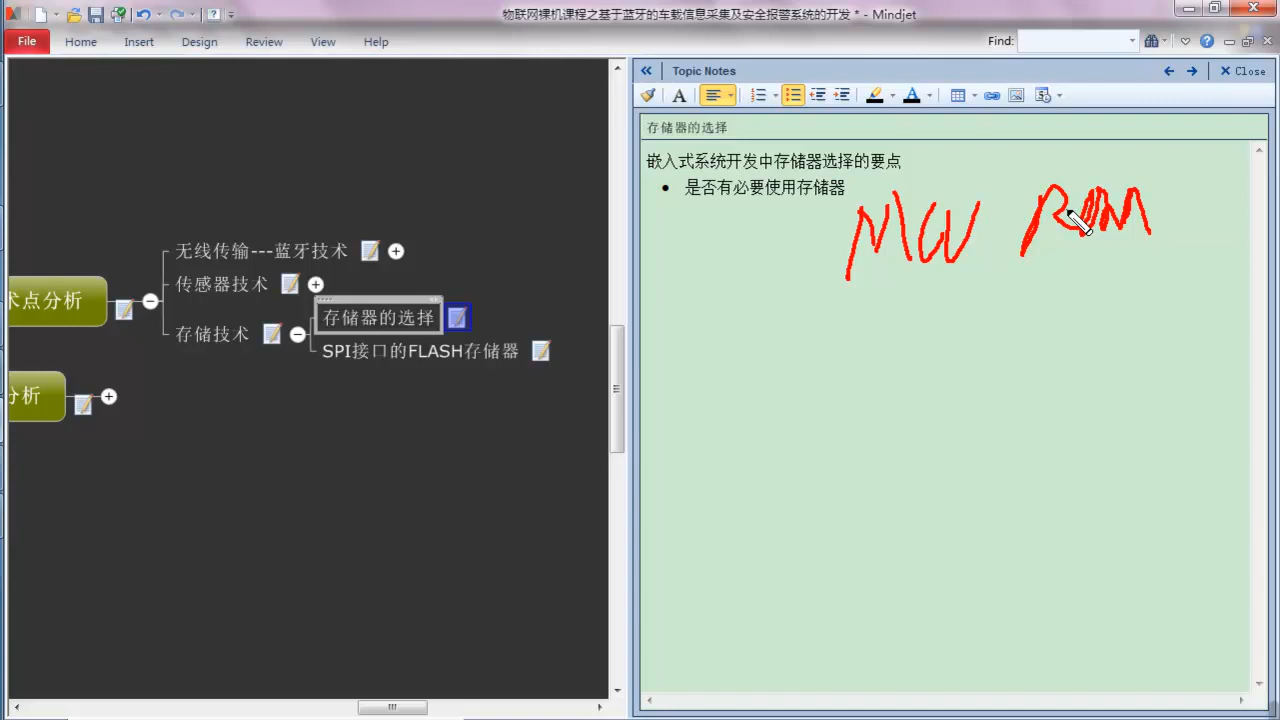 物联网裸机课程之基于蓝牙的车载信息采集及安全报警系统的开发 * - Mindjet
File Home Insert Design Review View Help Find:
Topic Notes Close
存储器的选择
嵌入式系统开发中存储器选择的要点
• 是否有必要使用存储器
MCU ROM
无线传输---蓝牙技术
传感器技术
术点分析
存储器的选择
存储技术
SPI接口的FLASH存储器
分析